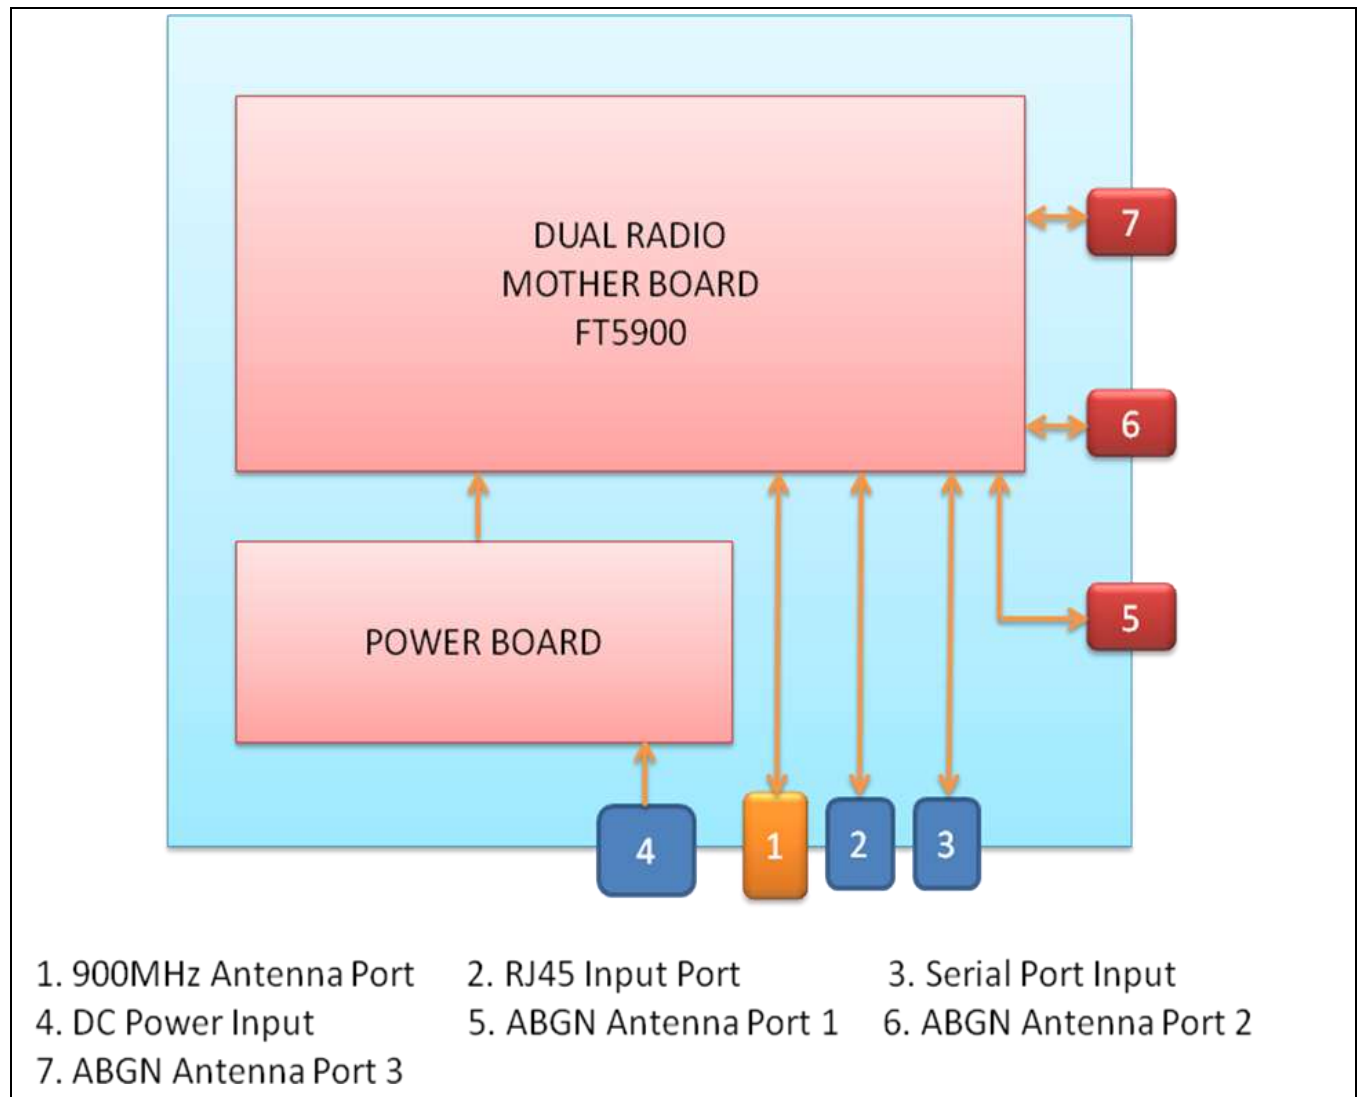 DUAL RADIO
MOTHER BOARD
FT5900
7
6
POWER BOARD
5
4
1
2
3
1. 900MHz Antenna Port 2. RJ45 Input Port 3. Serial Port Input
4. DC Power Input 5. ABGN Antenna Port 1 6. ABGN Antenna Port 2
7. ABGN Antenna Port 3